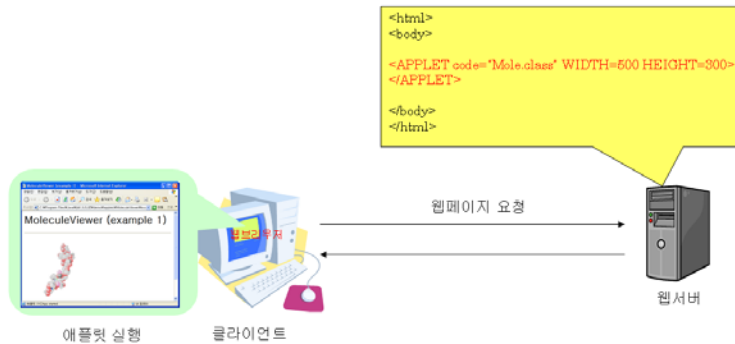 <html>
<body>
<APPLET code="Mole.class" WIDTH=500 HEIGHT=300>
</APPLET>
</body>
</html>
MoleculeViewer (example 1)
웹브라우저
웹페이지 요청
웹서버
애플릿 실행
클라이언트